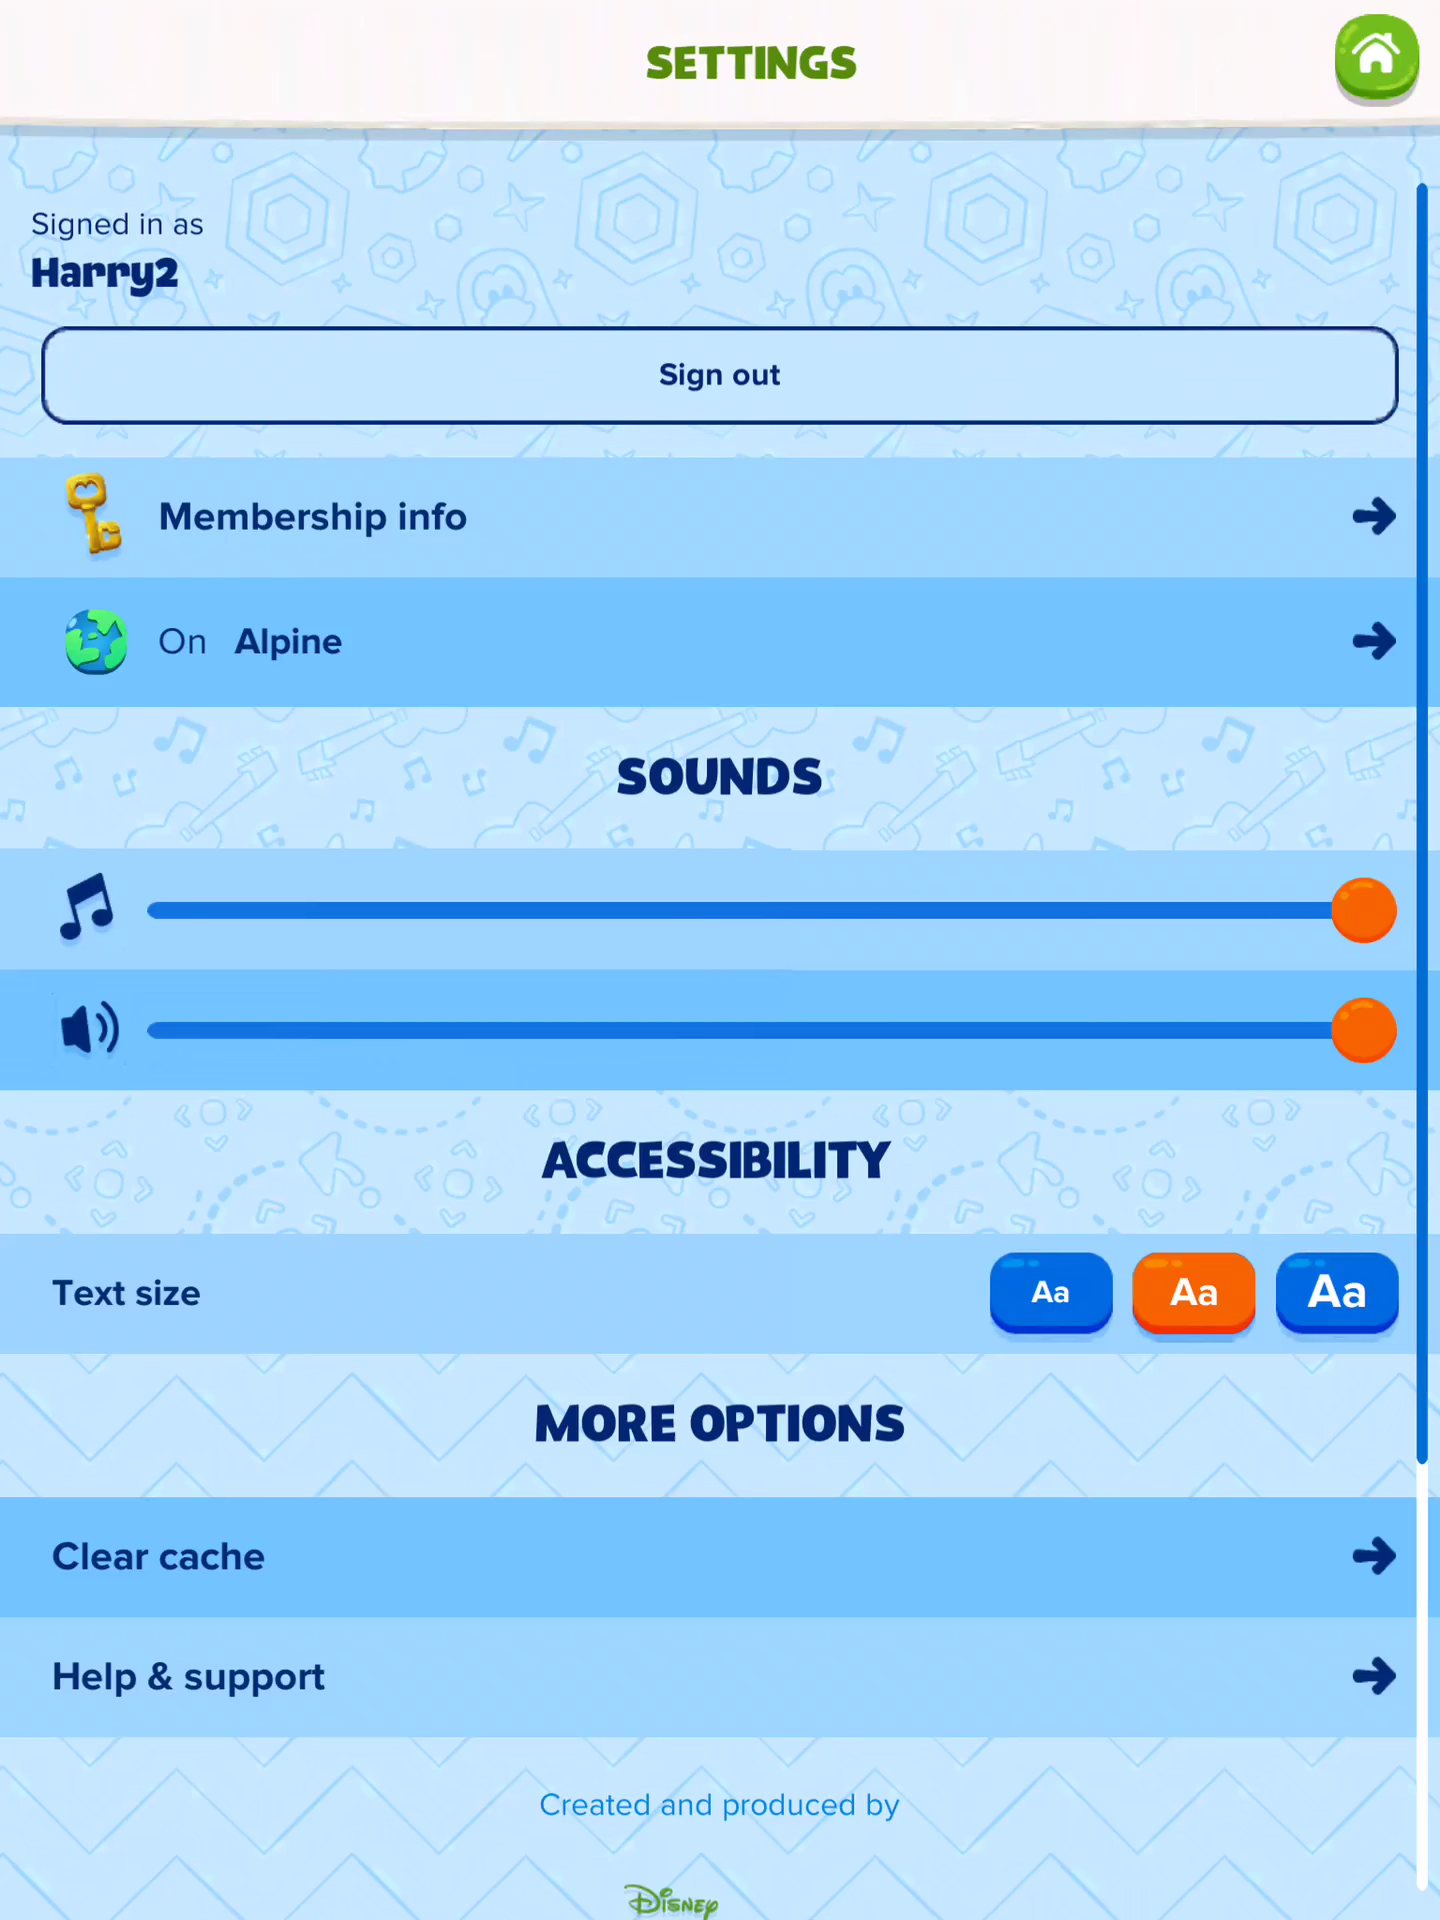 SETTINGS
Signed in as
Harry2
Sign out
Membership info
On Alpine
SOUNDS
ACCESSIBILITY
Text size
Aa Aa Aa
MORE OPTIONS
Clear cache
Help & support
Created and produced by
Disney